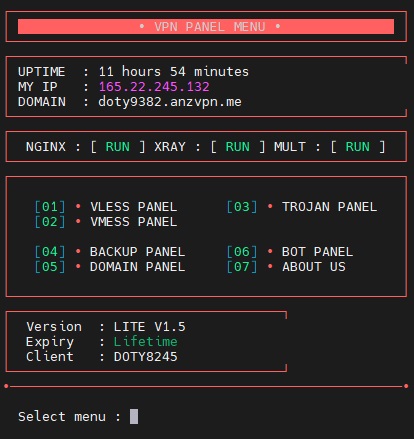 • VPN PANEL MENU •
UPTIME : 11 hours 54 minutes
MY IP : 165.22.245.132
DOMAIN : doty9382.anzvpn.me
NGINX : [ RUN ] XRAY : [ RUN ] MULT : [ RUN ]
[01] • VLESS PANEL [03] • TROJAN PANEL
[02] • VMESS PANEL
[04] • BACKUP PANEL [06] • BOT PANEL
[05] • DOMAIN PANEL [07] • ABOUT US
Version : LITE V1.5
Expiry : Lifetime
Client : DOTY8245
Select menu :